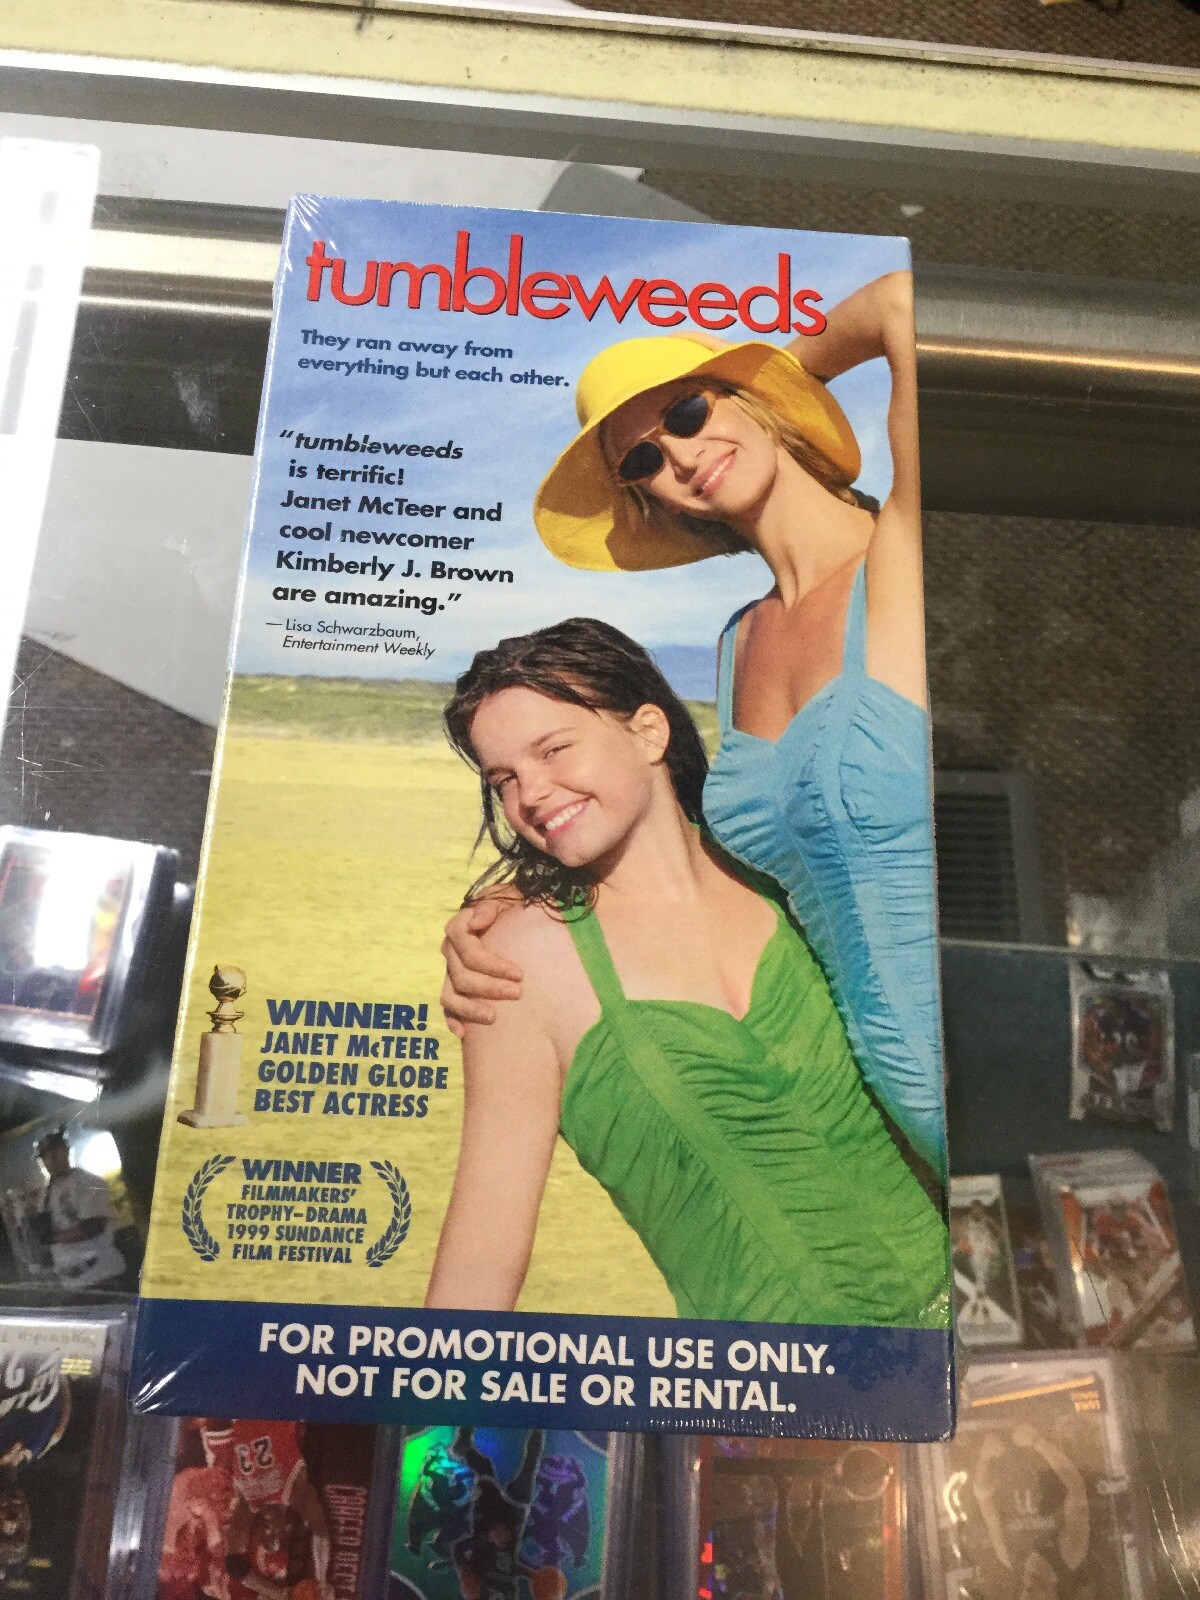 tumbleweeds
They ran away from
everything but each other.
"tumbleweeds
is terrific!
Janet McTeer and
cool newcomer
Kimberly J. Brown
are amazing."
— Lisa Schwarzbaum,
Entertainment Weekly
WINNER!
JANET McTEER
GOLDEN GLOBE
BEST ACTRESS
WINNER
FILMMAKERS'
TROPHY–DRAMA
1999 SUNDANCE
FILM FESTIVAL
FOR PROMOTIONAL USE ONLY.
NOT FOR SALE OR RENTAL.
23